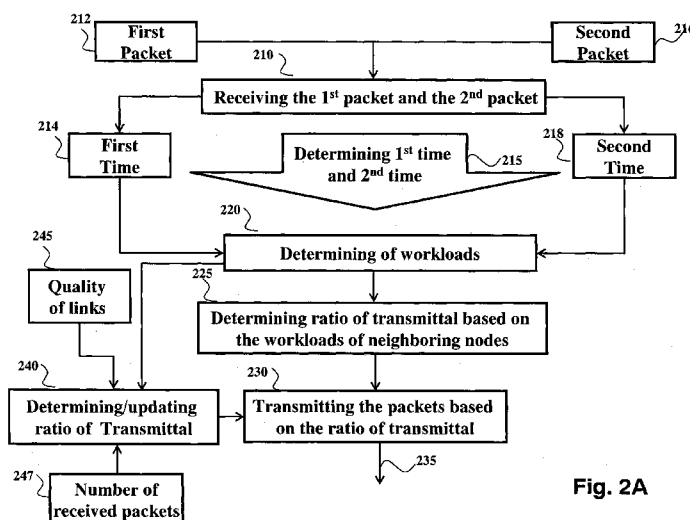 212
First
Packet
Second
Packet
216
210
Receiving the 1st packet and the 2nd packet
214
First
Time
Determining 1st time
and 2nd time
215
218
Second
Time
220
Determining of workloads
245
Quality
of links
225
Determining ratio of transmittal based on
the workloads of neighboring nodes
240
Determining/updating
ratio of Transmittal
230
Transmitting the packets based
on the ratio of transmittal
235
247
Number of
received packets
Fig. 2A